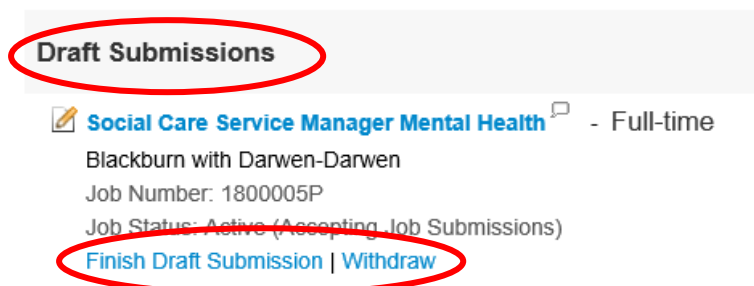 Draft Submissions
Social Care Service Manager Mental Health - Full-time
Blackburn with Darwen-Darwen
Job Number: 1800005P
Job Status: Active (Accepting Job Submissions)
Finish Draft Submission | Withdraw